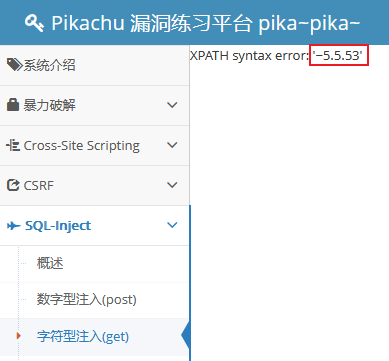 Pikachu 漏洞练习平台 pika~pika~
系统介绍
XPATH syntax error: '~5.5.53'
暴力破解
Cross-Site Scripting
CSRF
SQL-Inject
概述
数字型注入(post)
字符型注入(get)